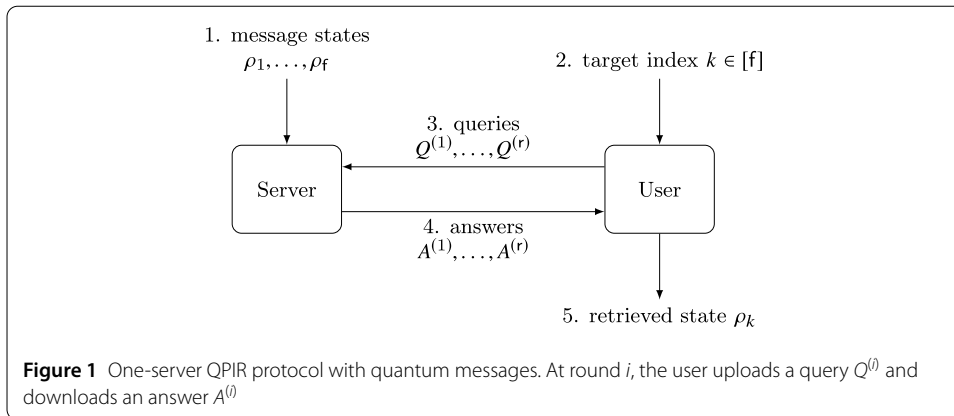 1. message states
ρ₁,...,ρ_f
2. target index k ∈ [f]
3. queries
Q⁽¹⁾,...,Q⁽ʳ⁾
Server
User
4. answers
A⁽¹⁾,...,A⁽ʳ⁾
5. retrieved state ρₖ
Figure 1 One-server QPIR protocol with quantum messages. At round i, the user uploads a query Q⁽ⁱ⁾ and
downloads an answer A⁽ⁱ⁾